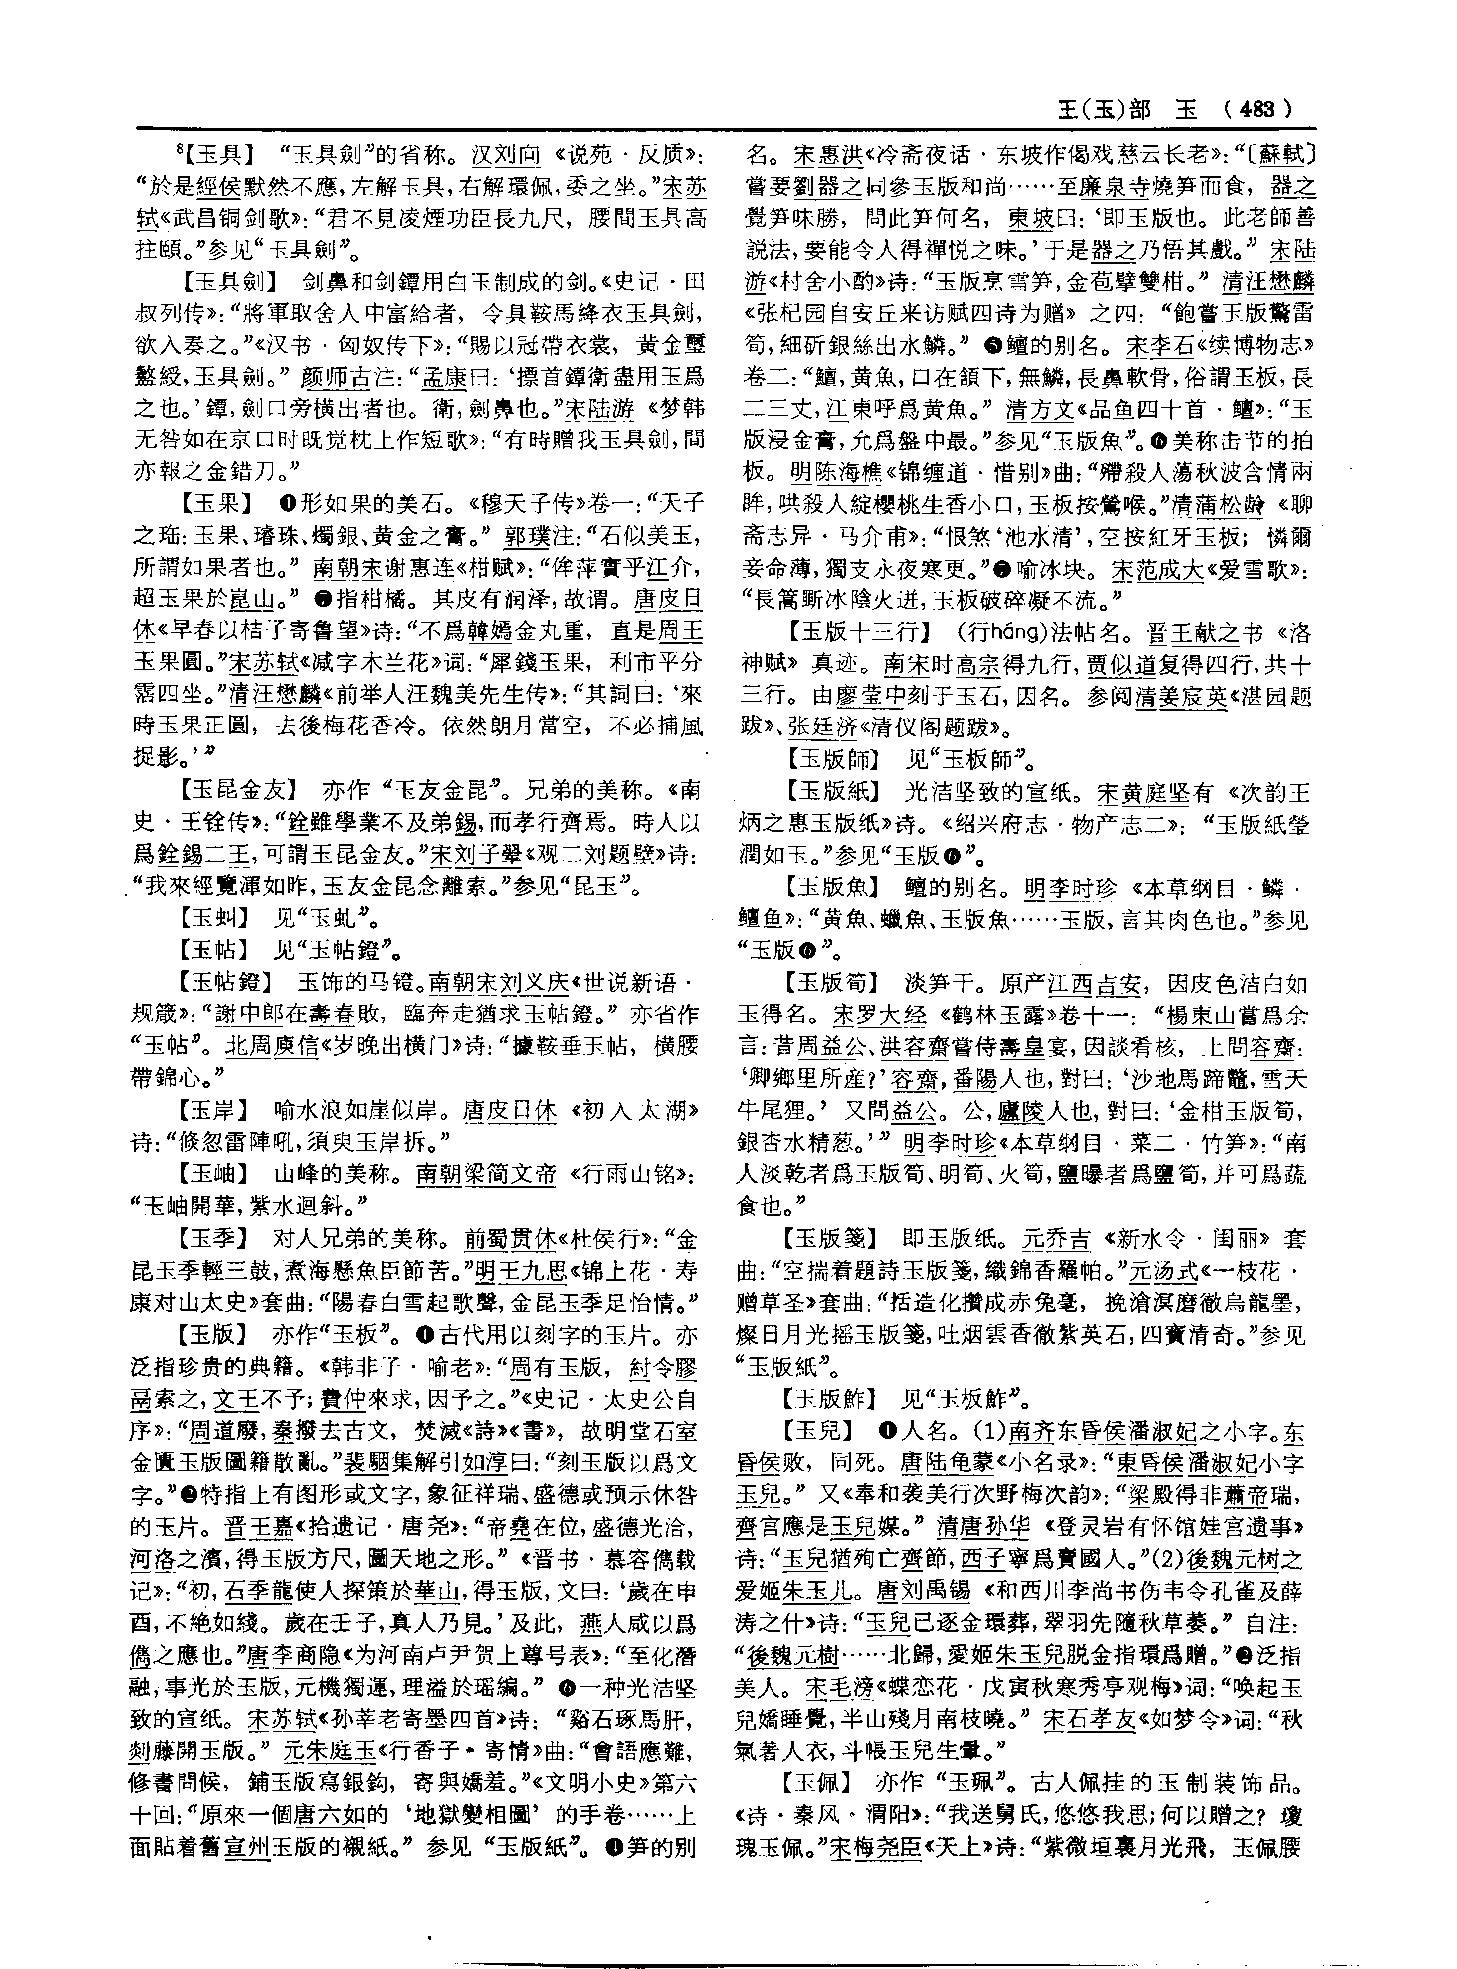 王(玉)部　玉　(483)
⁸【玉具】　“玉具劍”的省称。汉刘向《说苑·反质》：
“於是經侯默然不應，左解玉具，右解環佩，委之坐。”宋苏
轼《武昌铜剑歌》：“君不見凌煙功臣長九尺，腰間玉具高
拄頤。”参见“玉具劍”。
【玉具劍】　剑鼻和剑鐔用白玉制成的剑。《史记·田
叔列传》：“將軍取舍人中富給者，令具鞍馬絳衣玉具劍，
欲入奏之。”《汉书·匈奴传下》：“賜以冠帶衣裳，黄金璽
盭綬，玉具劍。”颜师古注：“孟康曰：‘摽首鐔衛盡用玉爲
之也。’鐔，劍口旁横出者也。衛，劍鼻也。”宋陆游《梦韩
无咎如在京口时既觉枕上作短歌》：“有時贈我玉具劍，間
亦報之金錯刀。”
【玉果】　❶形如果的美石。《穆天子传》卷一：“天子
之珤：玉果、璿珠、燭銀、黄金之膏。”郭璞注：“石似美玉，
所謂如果者也。”南朝宋谢惠连《柑赋》：“侔萍實乎江介，
超玉果於崑山。”❷指柑橘。其皮有润泽，故谓。唐皮日
休《早春以桔子寄鲁望》诗：“不爲韓嫣金丸重，直是周王
玉果圓。”宋苏轼《减字木兰花》词：“犀錢玉果，利市平分
霑四坐。”清汪懋麟《前举人汪魏美先生传》：“其詞曰：‘來
時玉果正圓，去後梅花香冷。依然朗月當空，不必捕風
捉影。’”
【玉昆金友】　亦作“玉友金昆”。兄弟的美称。《南
史·王铨传》：“銓雖學業不及弟錫，而孝行齊焉。時人以
爲銓錫二王，可謂玉昆金友。”宋刘子翚《观二刘题壁》诗：
“我來經覽渾如昨，玉友金昆念離索。”参见“昆玉”。
【玉虯】　见“玉虬”。
【玉帖】　见“玉帖鐙”。
【玉帖鐙】　玉饰的马镫。南朝宋刘义庆《世说新语·
规箴》：“謝中郎在壽春敗，臨奔走猶求玉帖鐙。”亦省作
“玉帖”。北周庾信《岁晚出横门》诗：“據鞍垂玉帖，横腰
帶錦心。”
【玉岸】　喻水浪如崖似岸。唐皮日休《初入太湖》
诗：“倏忽雷陣吼，須臾玉岸拆。”
【玉岫】　山峰的美称。南朝梁简文帝《行雨山铭》：
“玉岫開華，紫水迴斜。”
【玉季】　对人兄弟的美称。前蜀贯休《杜侯行》：“金
昆玉季輕三鼓，煮海懸魚臣節苦。”明王九思《锦上花·寿
康对山太史》套曲：“陽春白雪起歌聲，金昆玉季足怡情。”
【玉版】　亦作“玉板”。❶古代用以刻字的玉片。亦
泛指珍贵的典籍。《韩非子·喻老》：“周有玉版，紂令膠
鬲索之，文王不予；費仲來求，因予之。”《史记·太史公自
序》：“周道廢，秦撥去古文，焚滅《詩》《書》，故明堂石室
金匱玉版圖籍散亂。”裴駰集解引如淳曰：“刻玉版以爲文
字。”❷特指上有图形或文字，象征祥瑞、盛德或预示休咎
的玉片。晋王嘉《拾遗记·唐尧》：“帝堯在位，盛德光洽，
河洛之濱，得玉版方尺，圖天地之形。”《晋书·慕容儁载
记》：“初，石季龍使人探策於華山，得玉版，文曰：‘歲在申
酉，不絶如綫。歲在壬子，真人乃見。’及此，燕人咸以爲
儁之應也。”唐李商隐《为河南卢尹贺上尊号表》：“至化潛
融，事光於玉版，元機獨運，理溢於瑶編。”❸一种光洁坚
致的宣纸。宋苏轼《孙莘老寄墨四首》诗：“谿石琢馬肝，
剡藤開玉版。”元朱庭玉《行香子·寄情》曲：“會語應難，
修書問候，鋪玉版寫銀鈎，寄與嬌羞。”《文明小史》第六
十回：“原來一個唐六如的‘地獄變相圖’的手卷……上
面貼着舊宣州玉版的襯紙。”参见“玉版紙”。❹笋的别
名。宋惠洪《冷斋夜话·东坡作偈戏慈云长老》：“〔蘇軾〕
嘗要劉器之同參玉版和尚……至廉泉寺燒笋而食，器之
覺笋味勝，問此笋何名，東坡曰：‘即玉版也。此老師善
説法，要能令人得禪悦之味。’于是器之乃悟其戲。”宋陆
游《村舍小酌》诗：“玉版烹雪笋，金苞擘雙柑。”清汪懋麟
《张杞园自安丘来访赋四诗为赠》之四：“飽嘗玉版驚雷
筍，細斫銀絲出水鱗。”❺鳣的别名。宋李石《续博物志》
卷二：“鱣，黄魚，口在頷下，無鱗，長鼻軟骨，俗謂玉板，長
二三丈，江東呼爲黄魚。”清方文《品鱼四十首·鳣》：“玉
版浸金膏，允爲盤中最。”参见“玉版魚”。❻美称击节的拍
板。明陈海樵《锦缠道·惜别》曲：“殢殺人蕩秋波含情兩
眸，哄殺人綻櫻桃生香小口，玉板按鶯喉。”清蒲松龄《聊
斋志异·马介甫》：“恨煞‘池水清’，空按紅牙玉板；憐爾
妾命薄，獨支永夜寒更。”❼喻冰块。宋范成大《爱雪歌》：
“長篙斲冰陰火迸，玉板破碎凝不流。”
【玉版十三行】　(行háng)法帖名。晋王献之书《洛
神赋》真迹。南宋时高宗得九行，贾似道复得四行，共十
三行。由廖莹中刻于玉石，因名。参阅清姜宸英《湛园题
跋》、张廷济《清仪阁题跋》。
【玉版師】　见“玉板師”。
【玉版紙】　光洁坚致的宣纸。宋黄庭坚有《次韵王
炳之惠玉版纸》诗。《绍兴府志·物产志二》：“玉版紙瑩
潤如玉。”参见“玉版❸”。
【玉版魚】　鳣的别名。明李时珍《本草纲目·鳞·
鳣鱼》：“黄魚、蠟魚、玉版魚……玉版，言其肉色也。”参见
“玉版❺”。
【玉版筍】　淡笋干。原产江西吉安，因皮色洁白如
玉得名。宋罗大经《鹤林玉露》卷十一：“楊東山嘗爲余
言：昔周益公、洪容齋嘗侍壽皇宴，因談肴核，上問容齋：
‘卿鄉里所産？’容齋，番陽人也，對曰：‘沙地馬蹄鼈，雪天
牛尾狸。’又問益公。公，廬陵人也，對曰：‘金柑玉版筍，
銀杏水精葱。’”明李时珍《本草纲目·菜二·竹笋》：“南
人淡乾者爲玉版筍、明筍、火筍，鹽曝者爲鹽筍，并可爲蔬
食也。”
【玉版箋】　即玉版纸。元乔吉《新水令·闺丽》套
曲：“空揣着題詩玉版箋，織錦香羅帕。”元汤式《一枝花·
赠草圣》套曲：“括造化攢成赤兔毫，挽滄溟磨徹烏龍墨，
燦日月光摇玉版箋，吐烟雲香徹紫英石，四寶清奇。”参见
“玉版紙”。
【玉版鮓】　见“玉板鮓”。
【玉兒】　❶人名。(1)南齐东昏侯潘淑妃之小字。东
昏侯败，同死。唐陆龟蒙《小名录》：“東昏侯潘淑妃小字
玉兒。”又《奉和袭美行次野梅次韵》：“梁殿得非蕭帝瑞，
齊宫應是玉兒媒。”清唐孙华《登灵岩有怀馆娃宫遗事》
诗：“玉兒猶殉亡齊節，西子寧爲賣國人。”(2)後魏元树之
爱姬朱玉儿。唐刘禹锡《和西川李尚书伤韦令孔雀及薛
涛之什》诗：“玉兒已逐金環葬，翠羽先隨秋草萎。”自注：
“後魏元樹……北歸，愛姬朱玉兒脱金指環爲贈。”❷泛指
美人。宋毛滂《蝶恋花·戊寅秋寒秀亭观梅》词：“唤起玉
兒嬌睡覺，半山殘月南枝曉。”宋石孝友《如梦令》词：“秋
氣著人衣，斗帳玉兒生暈。”
【玉佩】　亦作“玉珮”。古人佩挂的玉制装饰品。
《诗·秦风·渭阳》：“我送舅氏，悠悠我思；何以贈之？瓊
瑰玉佩。”宋梅尧臣《天上》诗：“紫微垣裏月光飛，玉佩腰